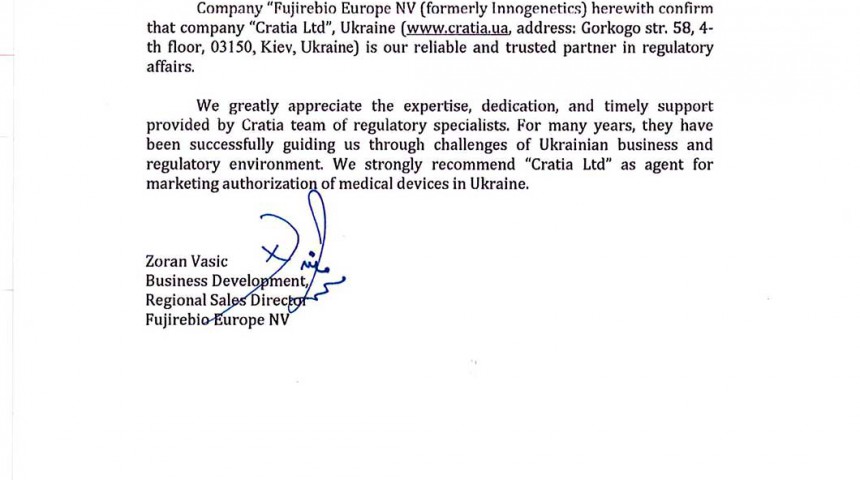 Company “Fujirebio Europe NV (formerly Innogenetics) herewith confirm
that company “Cratia Ltd”, Ukraine (www.cratia.ua, address: Gorkogo str. 58, 4-
th floor, 03150, Kiev, Ukraine) is our reliable and trusted partner in regulatory
affairs.
We greatly appreciate the expertise, dedication, and timely support
provided by Cratia team of regulatory specialists. For many years, they have
been successfully guiding us through challenges of Ukrainian business and
regulatory environment. We strongly recommend “Cratia Ltd” as agent for
marketing authorization of medical devices in Ukraine.
Zoran Vasic
Business Development,
Regional Sales Director
Fujirebio Europe NV